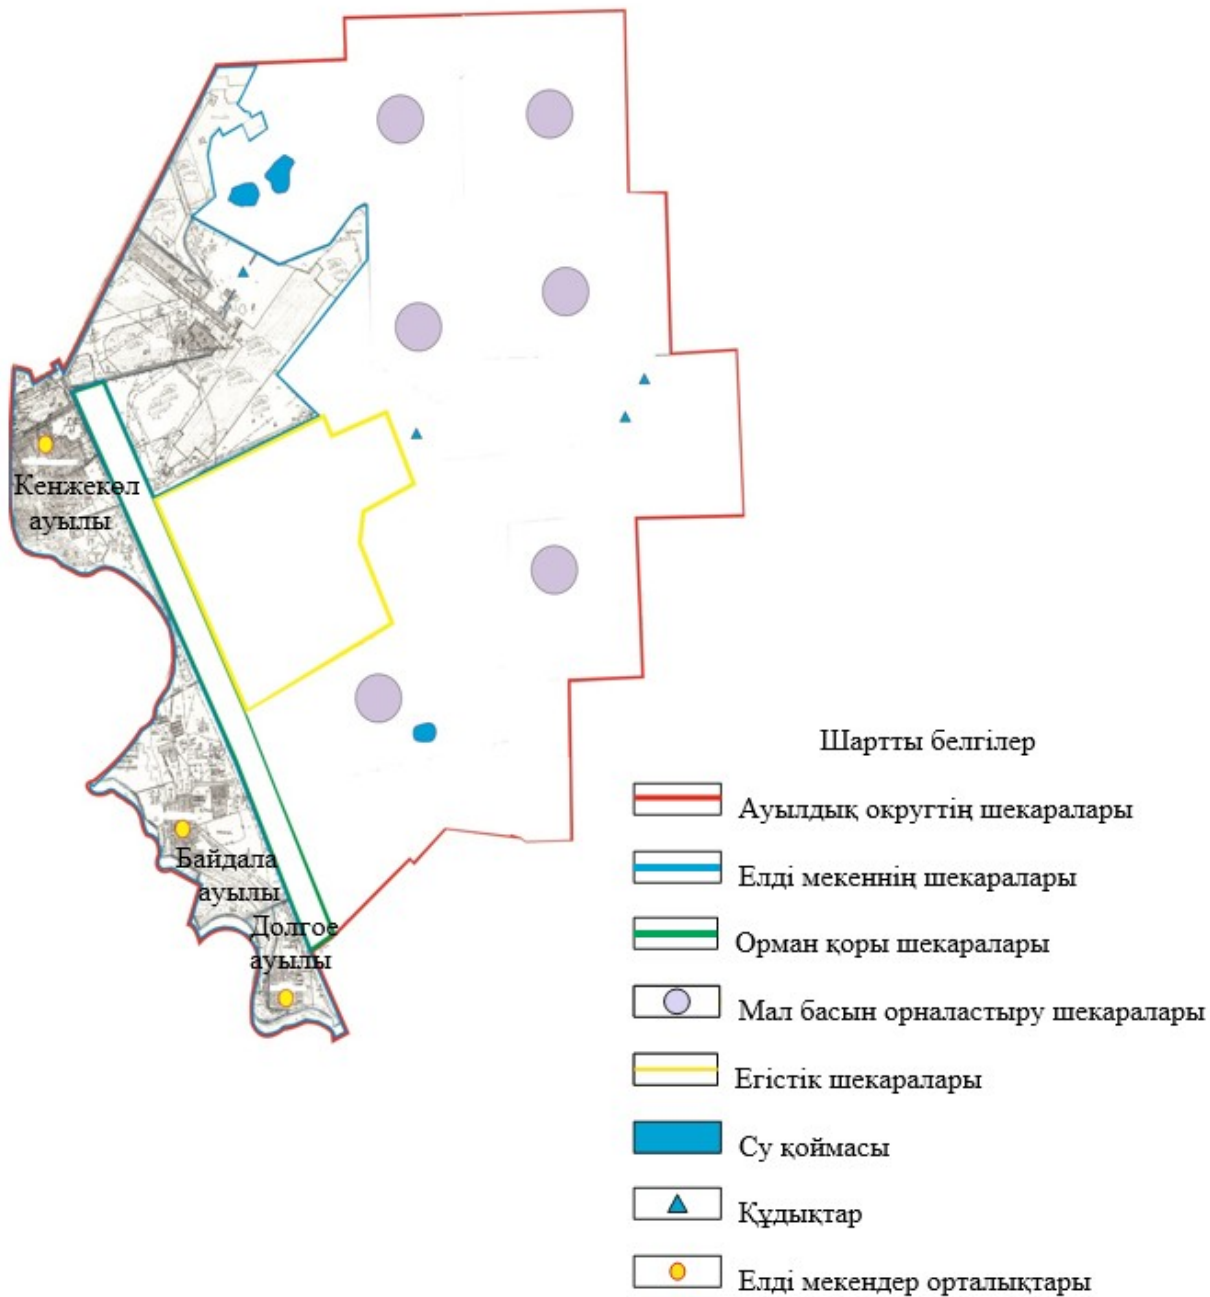 Кенжекөл
ауылы
Байдала
ауылы
Долгое
ауылы
Шартты белгілер
Ауылдық округтің шекаралары
Елді мекеннің шекаралары
Орман қоры шекаралары
Мал басын орналастыру шекаралары
Егістік шекаралары
Су қоймасы
Құдықтар
Елді мекендер орталықтары